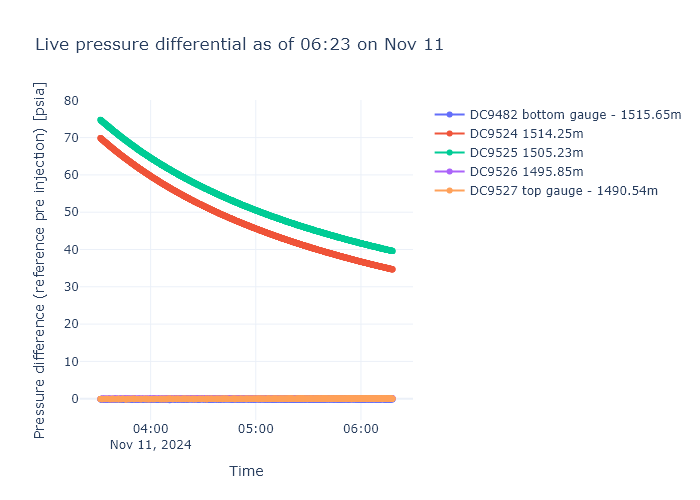 Live pressure differential as of 06:23 on Nov 11
Pressure difference (reference pre injection) [psia]
80
70
60
50
40
30
20
10
0
04:00
Nov 11, 2024
05:00
06:00
Time
DC9482 bottom gauge - 1515.65m
DC9524 1514.25m
DC9525 1505.23m
DC9526 1495.85m
DC9527 top gauge - 1490.54m